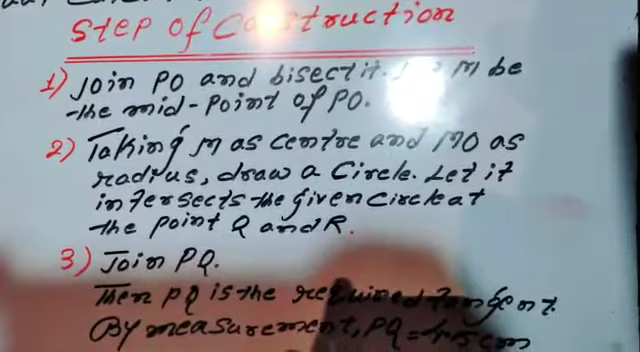 Step of Construction
1) Join PO and bisect it. M be
the mid-point of PO.
2) Taking M as centre and MO as
radius, draw a circle. Let it
intersects the given circle at
the point Q and R.
3) Join PQ.
Then PQ is the required tangent.
By measurement, PQ =